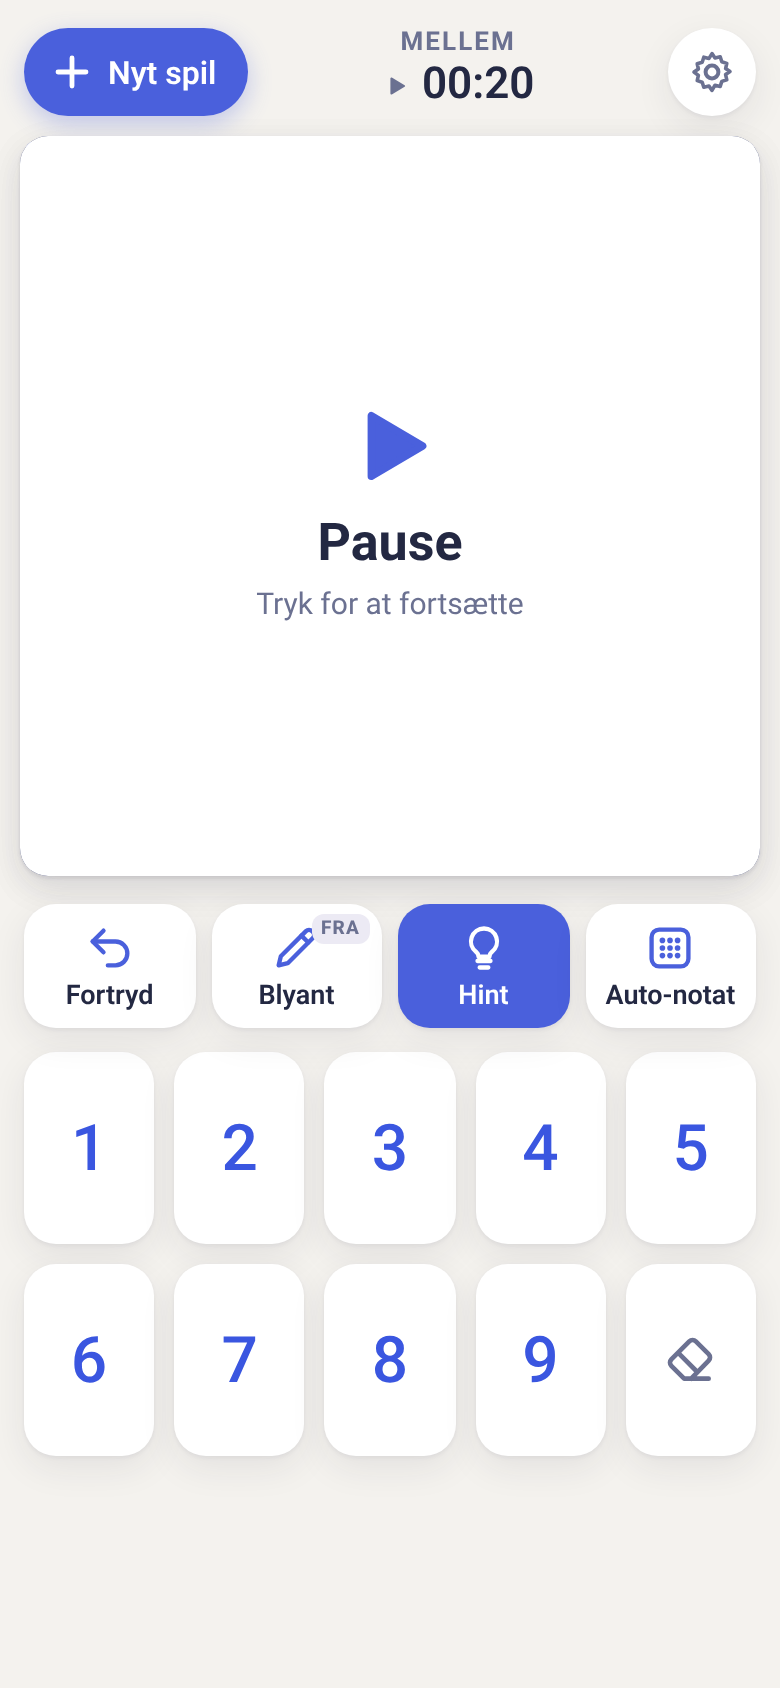 Nyt spil
MELLEM
00:20
Pause
Tryk for at fortsætte
Fortryd
Blyant
FRA
Hint
Auto-notat
1 2 3 4 5
6 7 8 9